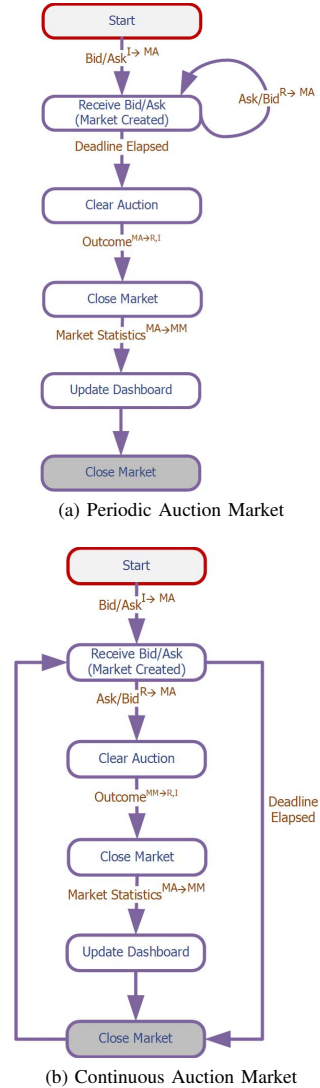 Start
Bid/Ask I→ MA
Receive Bid/Ask
(Market Created)
Ask/Bid R→ MA
Deadline Elapsed
Clear Auction
Outcome MA→R,I
Close Market
Market Statistics MA→MM
Update Dashboard
Close Market
(a) Periodic Auction Market
Start
Bid/Ask I→ MA
Receive Bid/Ask
(Market Created)
Ask/Bid R→ MA
Clear Auction
Outcome MM→R,I
Deadline
Elapsed
Close Market
Market Statistics MA→MM
Update Dashboard
Close Market
(b) Continuous Auction Market